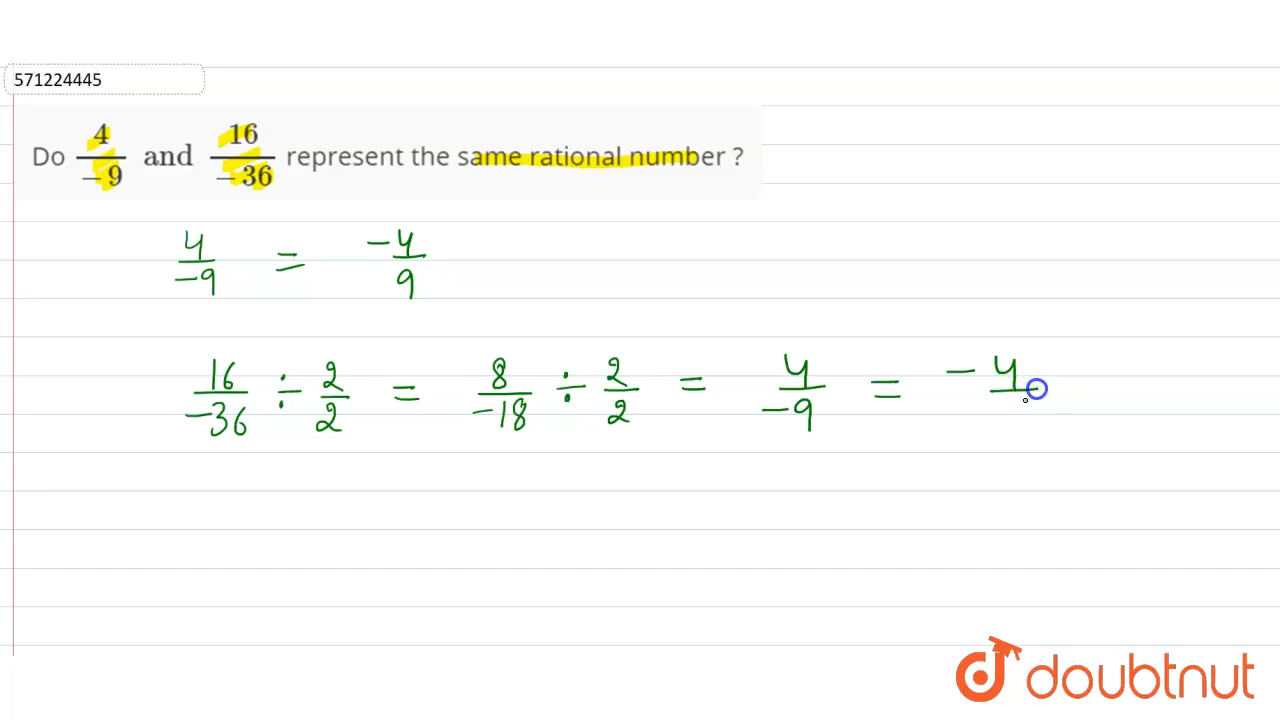 571224445
Do 4/-9 and 16/-36 represent the same rational number ?
4/-9 = -4/9
16/-36 ÷ 2/2 = 8/-18 ÷ 2/2 = 4/-9 = -4/
doubtnut